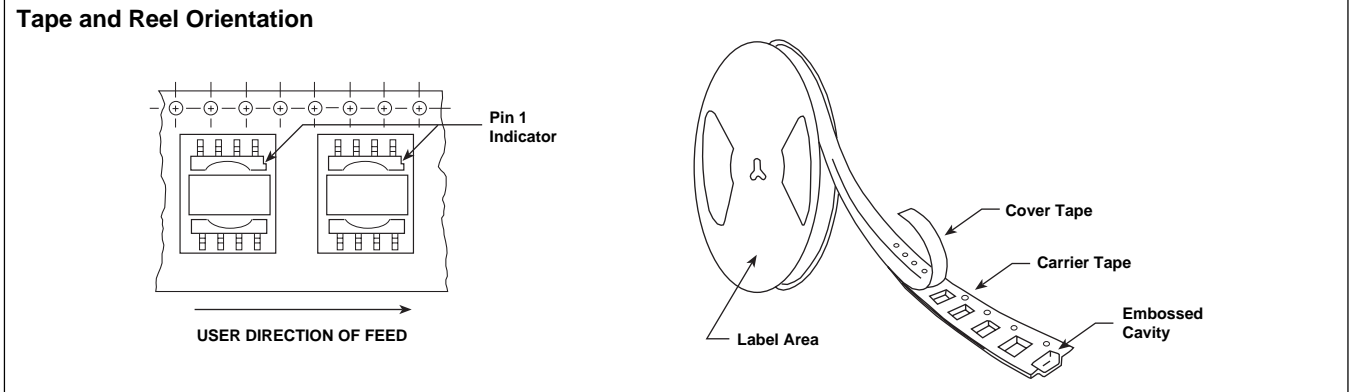 Tape and Reel Orientation
Pin 1
Indicator
USER DIRECTION OF FEED
Cover Tape
Carrier Tape
Embossed
Cavity
Label Area